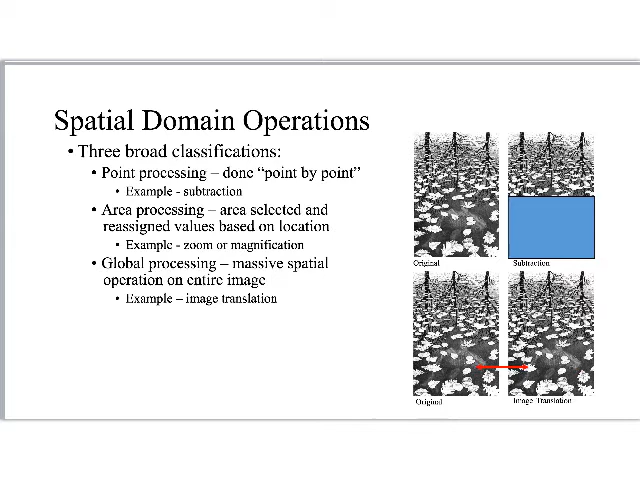 Spatial Domain Operations
• Three broad classifications:
• Point processing – done “point by point”
• Example - subtraction
• Area processing – area selected and
reassigned values based on location
• Example - zoom or magnification
• Global processing – massive spatial
operation on entire image
• Example – image translation
Original
Subtraction
Original
Image Translation